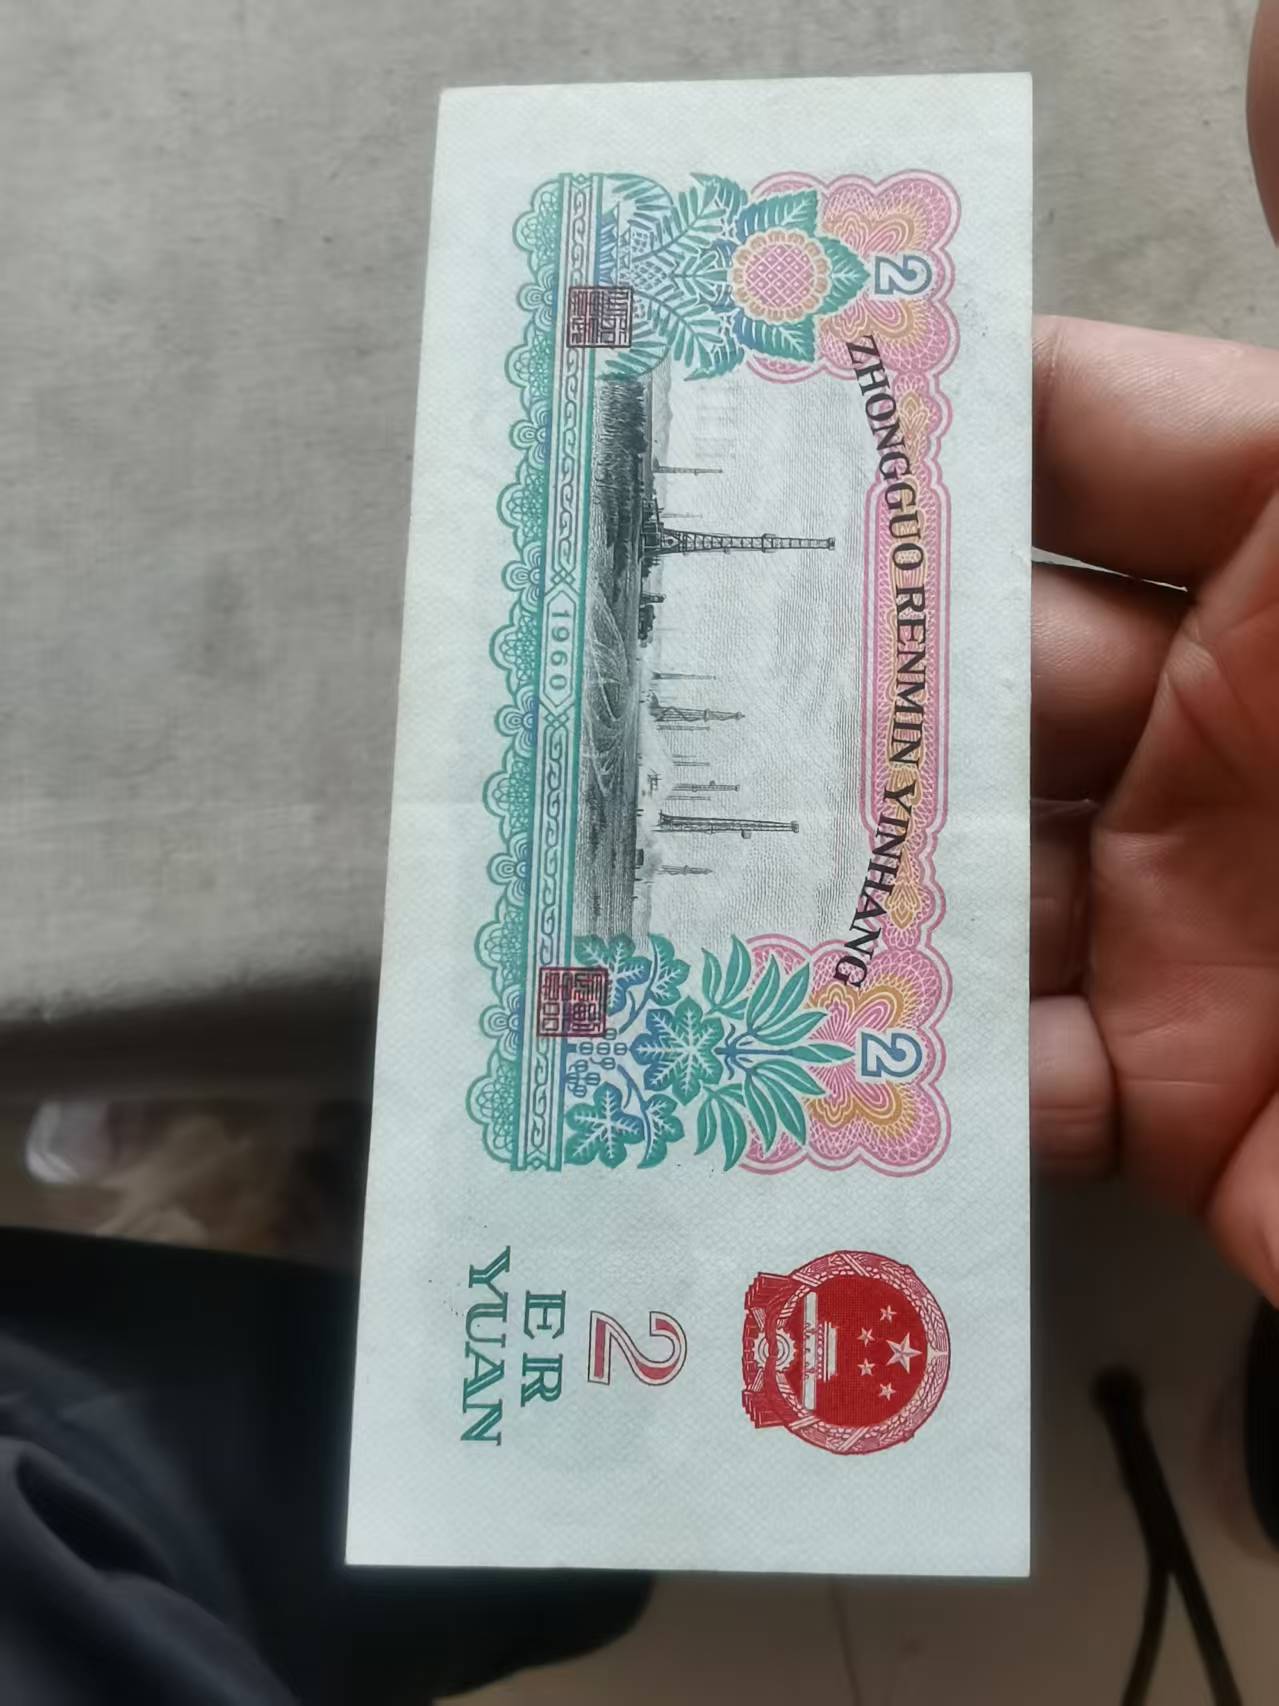 ZHONGGUO RENMIN YINHANG
2
2
1960
2
ER
YUAN